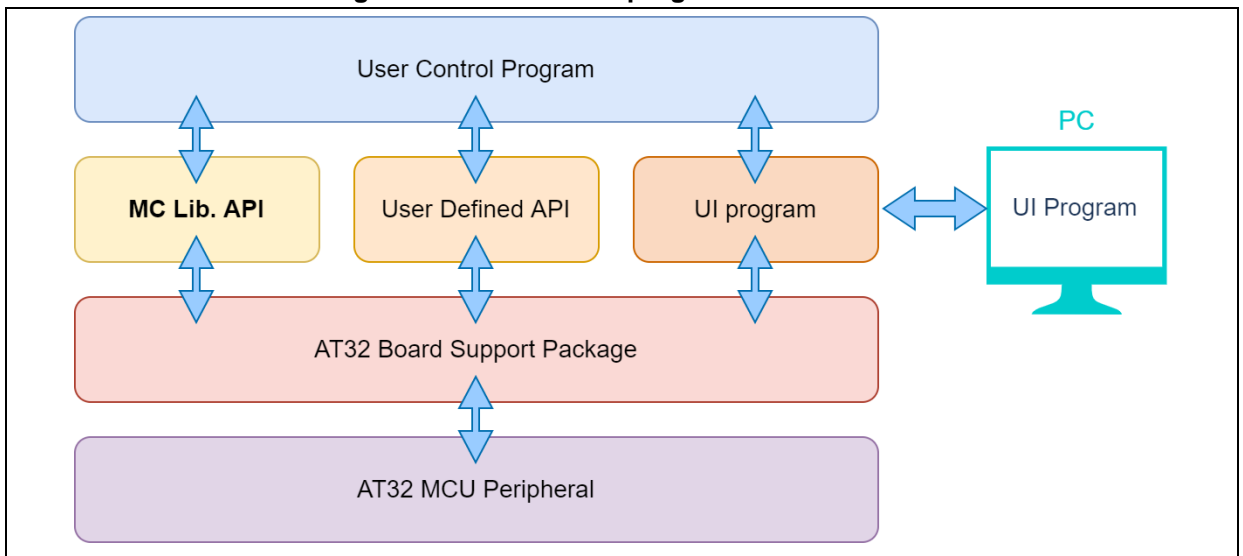 User Control Program
PC
MC Lib. API
User Defined API
UI program
UI Program
AT32 Board Support Package
AT32 MCU Peripheral